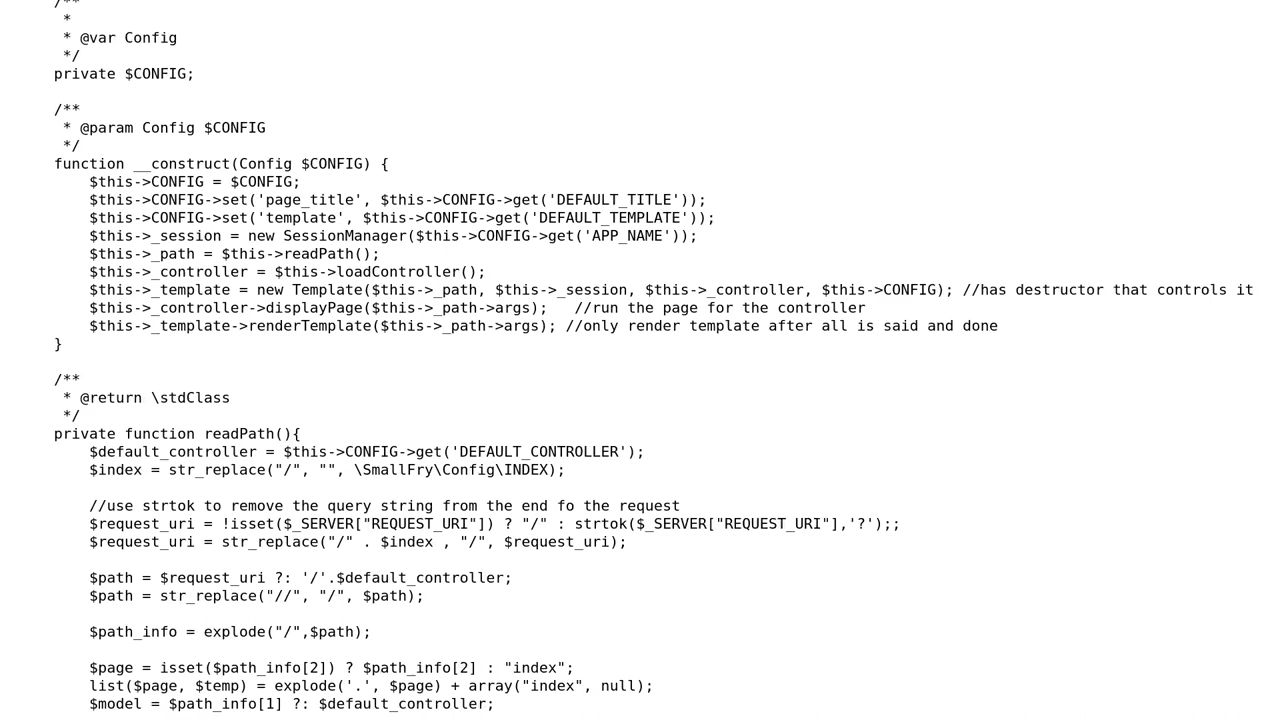 /**
 *
 * @var Config
 */
private $CONFIG;

/**
 * @param Config $CONFIG
 */
function __construct(Config $CONFIG) {
    $this->CONFIG = $CONFIG;
    $this->CONFIG->set('page_title', $this->CONFIG->get('DEFAULT_TITLE'));
    $this->CONFIG->set('template', $this->CONFIG->get('DEFAULT_TEMPLATE'));
    $this->_session = new SessionManager($this->CONFIG->get('APP_NAME'));
    $this->_path = $this->readPath();
    $this->_controller = $this->loadController();
    $this->_template = new Template($this->_path, $this->_session, $this->_controller, $this->CONFIG); //has destructor that controls it
    $this->_controller->displayPage($this->_path->args);   //run the page for the controller
    $this->_template->renderTemplate($this->_path->args); //only render template after all is said and done
}

/**
 * @return \stdClass
 */
private function readPath(){
    $default_controller = $this->CONFIG->get('DEFAULT_CONTROLLER');
    $index = str_replace("/", "", \SmallFry\Config\INDEX);

    //use strtok to remove the query string from the end fo the request
    $request_uri = !isset($_SERVER["REQUEST_URI"]) ? "/" : strtok($_SERVER["REQUEST_URI"],'?');;
    $request_uri = str_replace("/" . $index , "/", $request_uri);

    $path = $request_uri ?: '/'.$default_controller;
    $path = str_replace("//", "/", $path);

    $path_info = explode("/",$path);

    $page = isset($path_info[2]) ? $path_info[2] : "index";
    list($page, $temp) = explode('.', $page) + array("index", null);
    $model = $path_info[1] ?: $default_controller;